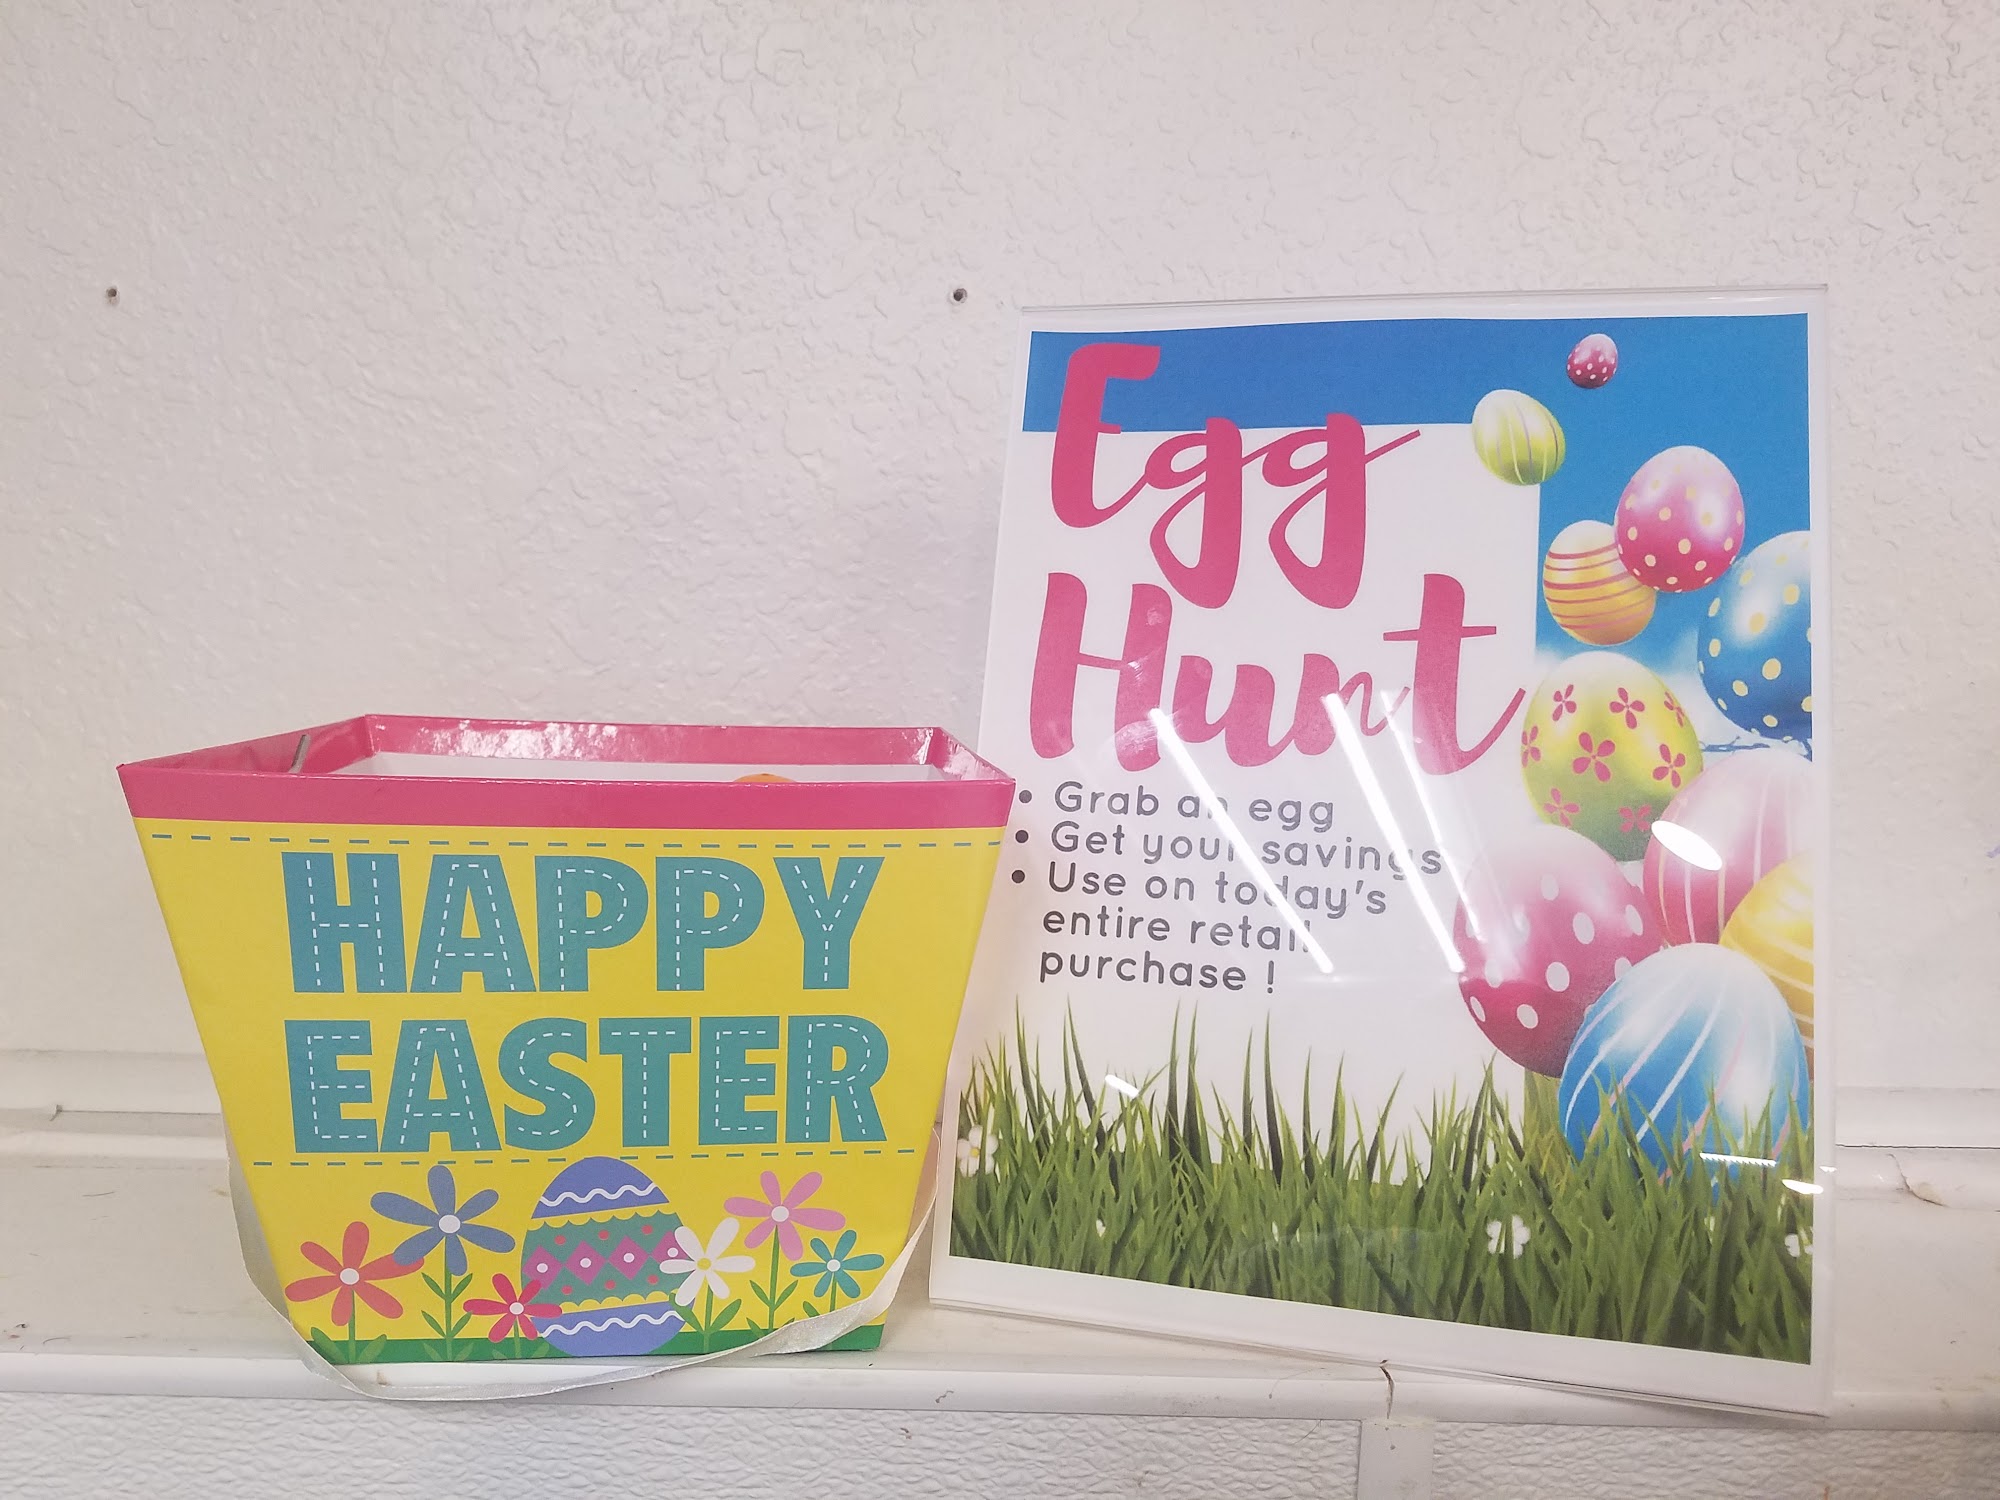 HAPPY
EASTER
Egg
Hunt
• Grab an egg
• Get your savings
• Use on today's
entire retail
purchase !